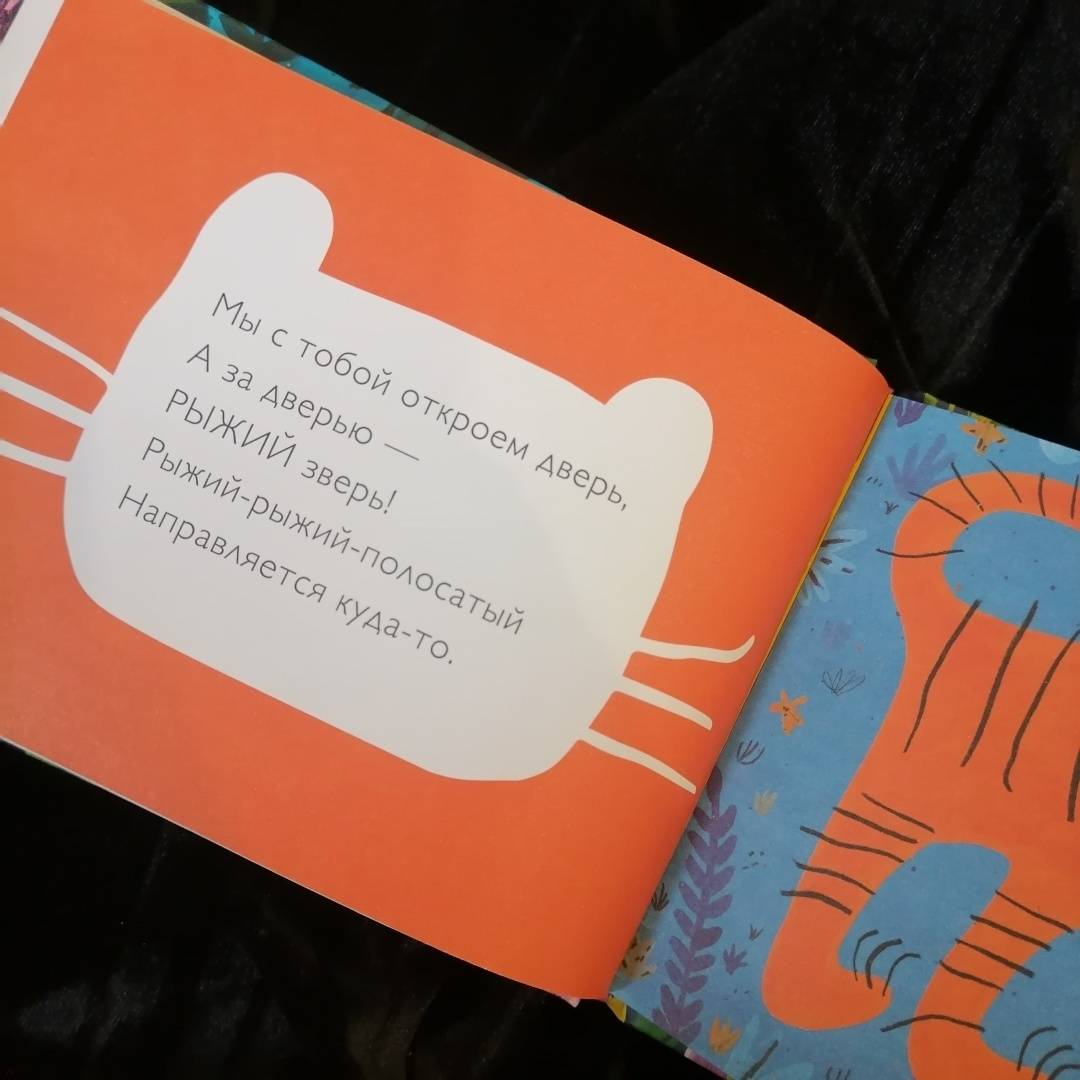 Мы с тобой откроем дверь,
А за дверью —
РЫЖИЙ зверь!
Рыжий-рыжий-полосатый
Направляется куда-то.